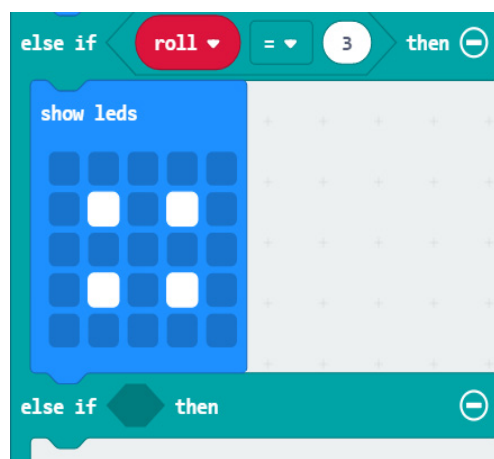 else if roll = 3 then
show leds
else if then